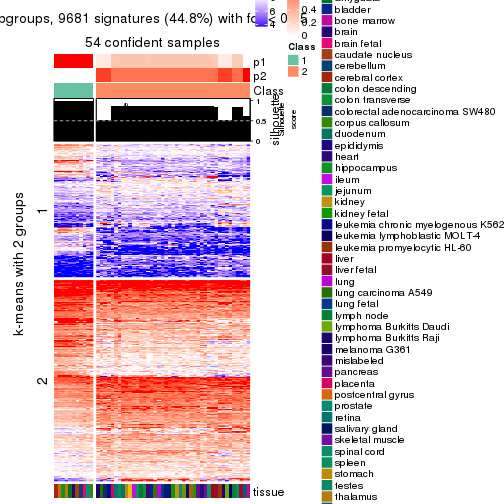 ogroups, 9681 signatures (44.8%) with fd
54 confident samples
p1
p2
Class
silhouette
score
1
0.5
0
k-means with 2 groups
1
2
tissue
6
4
0.4
0.2
0
Class
1
2
bladder
bone marrow
brain
brain fetal
caudate nucleus
cerebellum
cerebral cortex
colon descending
colon transverse
colorectal adenocarcinoma SW480
corpus callosum
duodenum
epididymis
heart
hippocampus
ileum
jejunum
kidney
kidney fetal
leukemia chronic myelogenous K562
leukemia lymphoblastic MOLT-4
leukemia promyelocytic HL-60
liver
liver fetal
lung
lung carcinoma A549
lung fetal
lymph node
lymphoma Burkitts Daudi
lymphoma Burkitts Raji
melanoma G361
mislabeled
pancreas
placenta
postcentral gyrus
prostate
retina
salivary gland
skeletal muscle
spinal cord
spleen
stomach
testes
thalamus